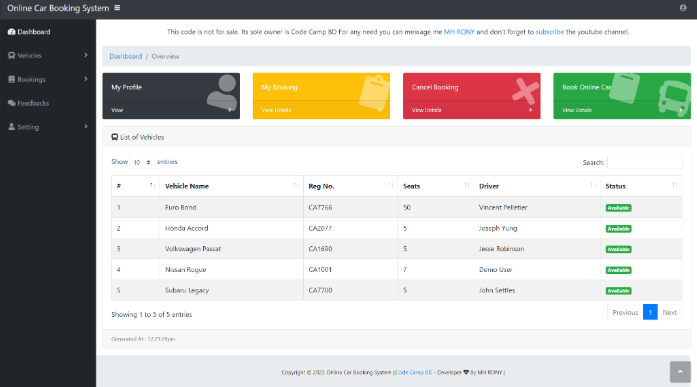 Online Car Booking System
Dashboard
Vehicles
Bookings
Feedbacks
Setting
This code is not for sale. Its sole owner is Code Camp BD For any need you can message me MH RONY and don't forget to subscribe the youtube channel.
Dashboard / Overview
My Profile
View
My Booking
View Details
Cancel Booking
View Details
Book Online Car
View Details
List of Vehicles
Show 10 entries
Search:
# Vehicle Name Reg No. Seats Driver Status
1 Euro Bond CA7766 50 Vincent Pelletier Available
2 Honda Accord CA2077 5 Joseph Yung Available
3 Volkswagen Passat CA1690 5 Jesse Robinson Available
4 Nissan Rogue CA1001 7 Demo User Available
5 Subaru Legacy CA7700 5 John Settles Available
Showing 1 to 5 of 5 entries
Previous 1 Next
Generated At :
Copyright © 2023 Online Car Booking System |Code Camp BD - Developer By MH RONY |